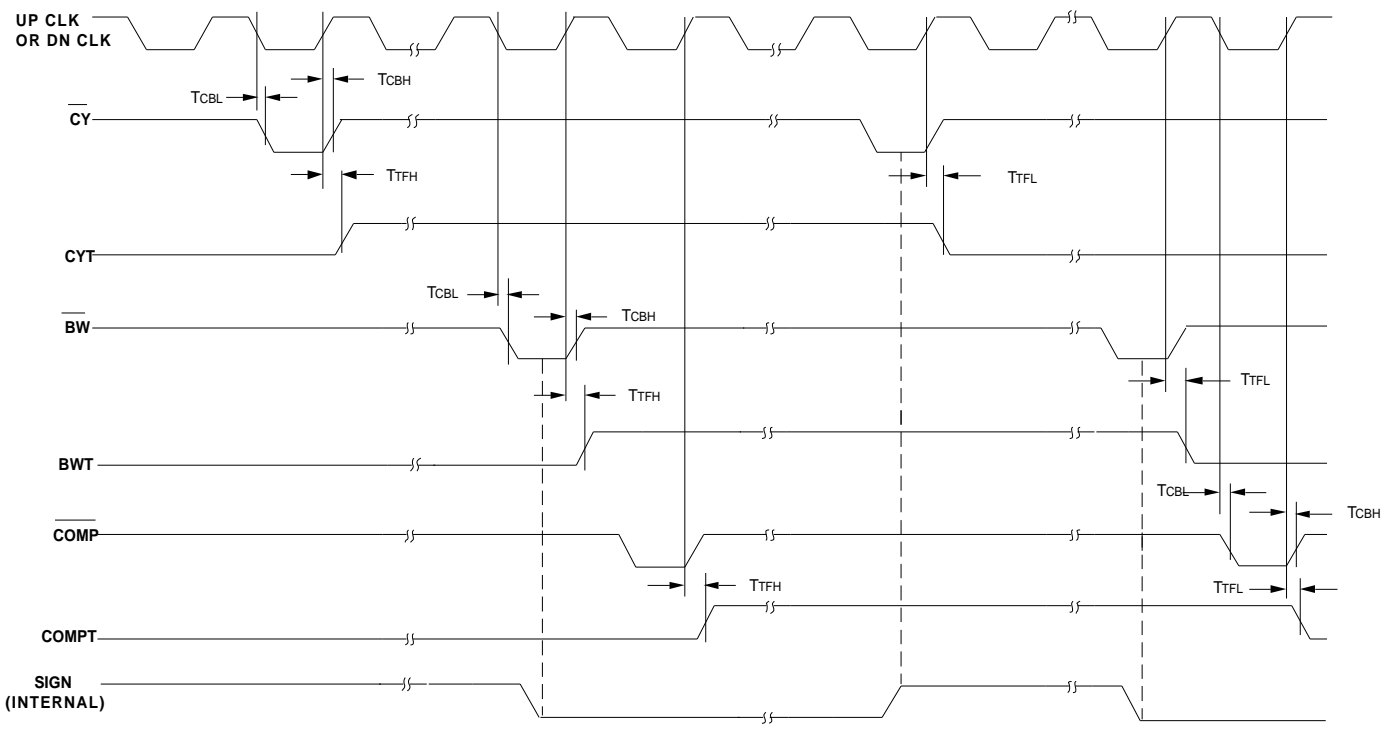 UP CLK
OR DN CLK
TCBH
TCBL
CY
TTFH
TTFL
CYT
TCBL
TCBH
BW
TTFL
TTFH
BWT
TCBL
TCBH
COMP
TTFH
TTFL
COMPT
SIGN
(INTERNAL)